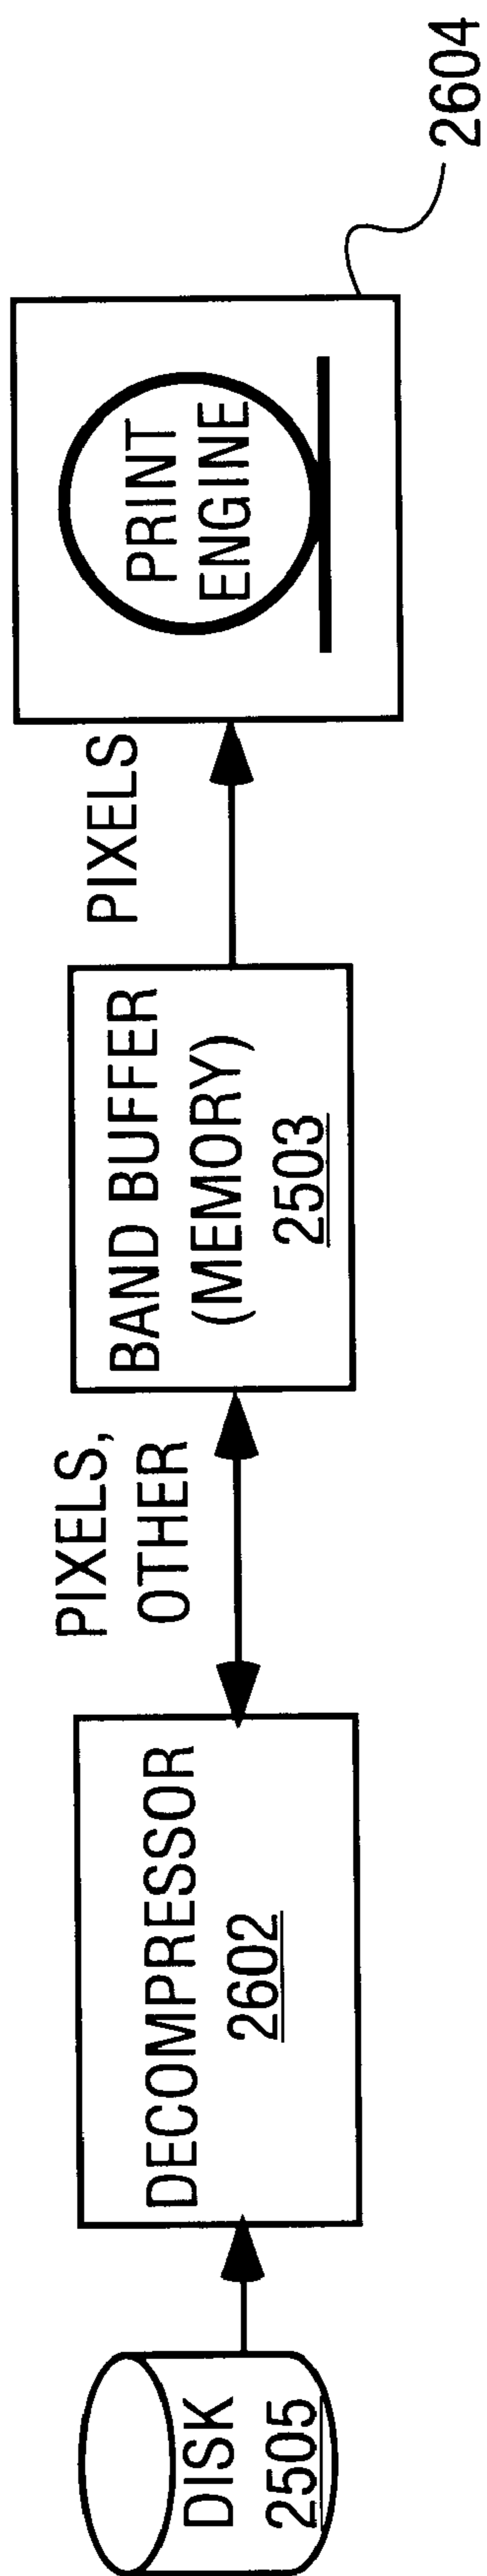 DISK
2505
DECOMPRESSOR
2602
PIXELS,
OTHER
BAND BUFFER
(MEMORY)
2503
PIXELS
PRINT
ENGINE
2604